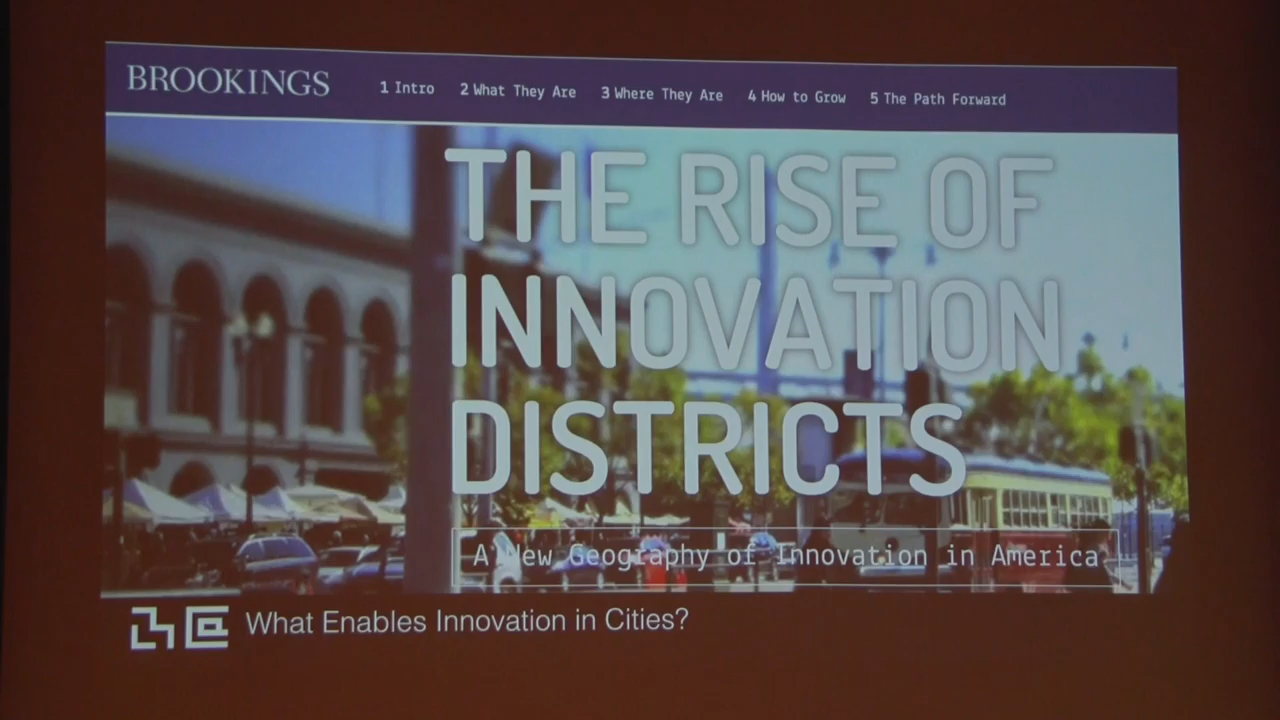 BROOKINGS
1 Intro 2 What They Are 3 Where They Are 4 How to Grow 5 The Path Forward
THE RISE OF
INNOVATION
DISTRICTS
A New Geography of Innovation in America
What Enables Innovation in Cities?